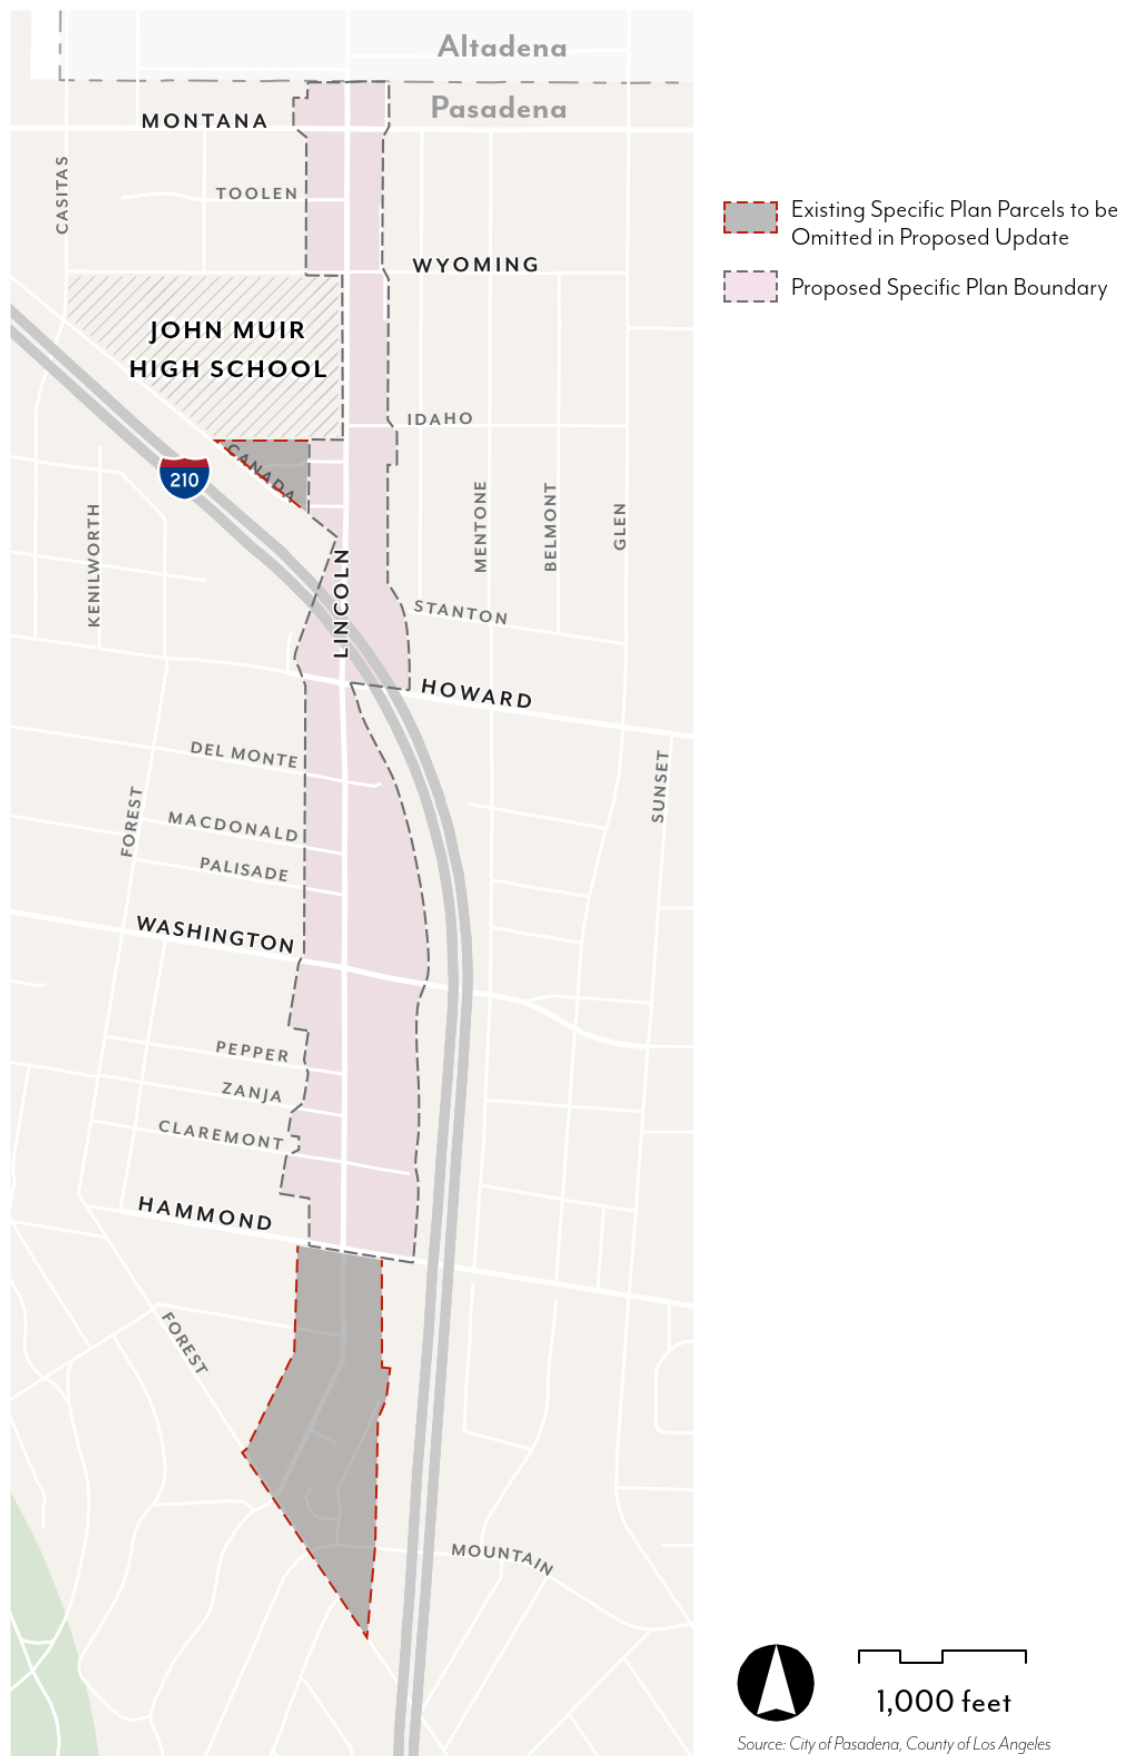 Altadena
Pasadena
MONTANA
CASITAS
TOOLEN
Existing Specific Plan Parcels to be
Omitted in Proposed Update
WYOMING
Proposed Specific Plan Boundary
JOHN MUIR
HIGH SCHOOL
IDAHO
CANADA
210
KENILWORTH
LINCOLN
MENTONE
BELMONT
GLEN
STANTON
HOWARD
DEL MONTE
SUNSET
FOREST
MACDONALD
PALISADE
WASHINGTON
PEPPER
ZANJA
CLAREMONT
HAMMOND
FOREST
MOUNTAIN
1,000 feet
Source: City of Pasadena, County of Los Angeles